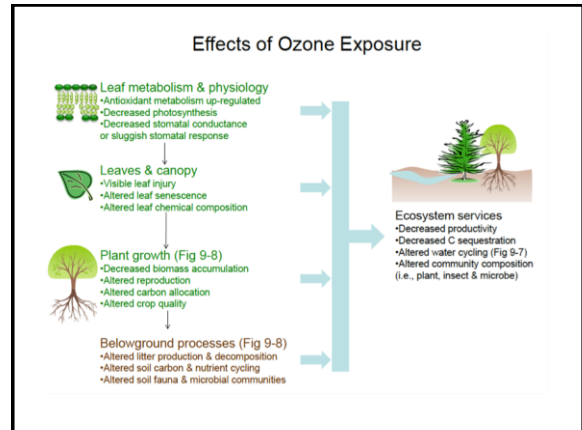 Effects of Ozone Exposure
Leaf metabolism & physiology
•Antioxidant metabolism up-regulated
•Decreased photosynthesis
•Decreased stomatal conductance
or sluggish stomatal response
Leaves & canopy
•Visible leaf injury
•Altered leaf senescence
•Altered leaf chemical composition
Plant growth (Fig 9-8)
•Decreased biomass accumulation
•Altered reproduction
•Altered carbon allocation
•Altered crop quality
Belowground processes (Fig 9-8)
•Altered litter production & decomposition
•Altered soil carbon & nutrient cycling
•Altered soil fauna & microbial communities
Ecosystem services
•Decreased productivity
•Decreased C sequestration
•Altered water cycling (Fig 9-7)
•Altered community composition
(i.e., plant, insect & microbe)